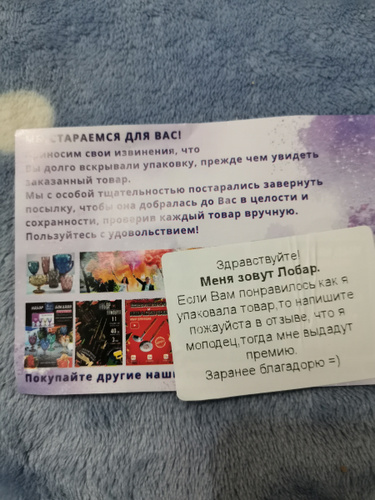 СТАРАЕМСЯ ДЛЯ ВАС!
Приносим свои извинения, что
Вы долго вскрывали упаковку, прежде чем увидеть
заказанный товар.
Мы с особой тщательностью постарались завернуть
посылку, чтобы она добралась до Вас в целости и
сохранности, проверив каждый товар вручную.
Пользуйтесь с удовольствием!
Покупайте другие наши
Здравствуйте!
Меня зовут Лобар.
Если Вам понравилось как я
упаковала товар,то напишите
пожауйста в отзыве, что я
молодец,тогда мне выдадут
премию.
Заранее благадорю =)